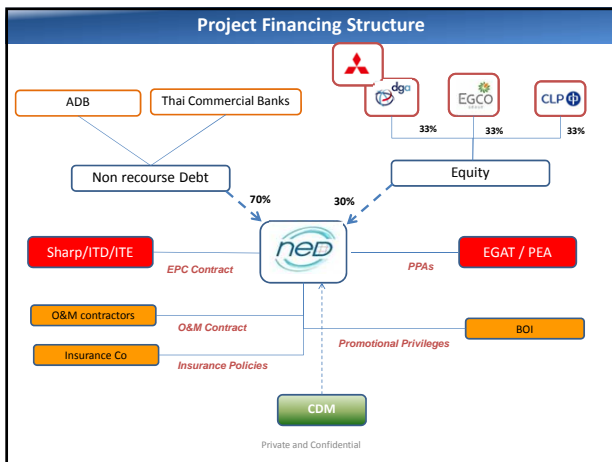 Project Financing Structure
dga
EGCO
GROUP
CLP
ADB
Thai Commercial Banks
33%
33%
33%
Non recourse Debt
Equity
70%
30%
ned
Sharp/ITD/ITE
EGAT / PEA
EPC Contract
PPAs
O&M contractors
O&M Contract
BOI
Insurance Co
Promotional Privileges
Insurance Policies
CDM
Private and Confidential